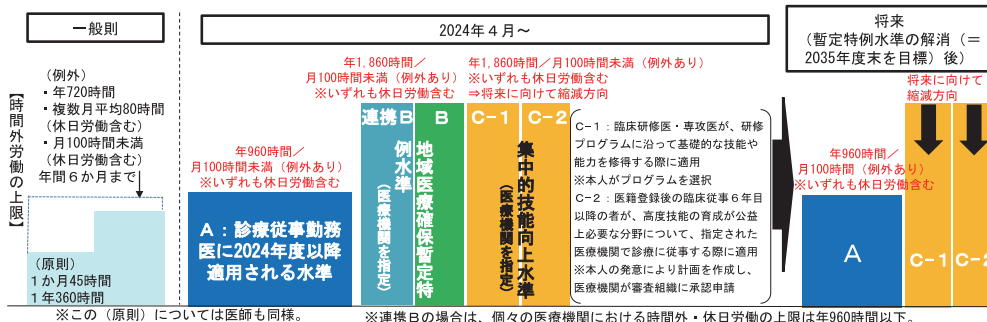 一般則
2024年４月～
将来
（暫定特例水準の解消（＝
2035年度末を目標）後）
【時間外労働の上限】
（例外）
・年720時間
・複数月平均80時間
（休日労働含む）
・月100時間未満
（休日労働含む）
年間６か月まで
（原則）
１か月45時間
１年360時間
※この（原則）については医師も同様。
年960時間／
月100時間未満（例外あり）
※いずれも休日労働含む
A：診療従事勤務
医に2024年度以降
適用される水準
年1,860時間／
月100時間未満（例外あり）
※いずれも休日労働含む
連携B
B
地域医療確保暫定特
例水準
（医療機関を指定）
年1,860時間／月100時間未満（例外あり）
※いずれも休日労働含む
⇒将来に向けて縮減方向
C-1
C-2
集中的技能向上水準
（医療機関を指定）
C-1：臨床研修医・専攻医が、研修
プログラムに沿って基礎的な技能や
能力を修得する際に適用
※本人がプログラムを選択
C-2：医籍登録後の臨床従事６年目
以降の者が、高度技能の育成が公益
上必要な分野について、指定された
医療機関で診療に従事する際に適用
※本人の発意により計画を作成し、
医療機関が審査組織に承認申請
※連携Bの場合は、個々の医療機関における時間外・休日労働の上限は年960時間以下。
年960時間／
月100時間（例外あり）
※いずれも休日労働含む
A
将来に向けて
縮減方向
C-1
C-2